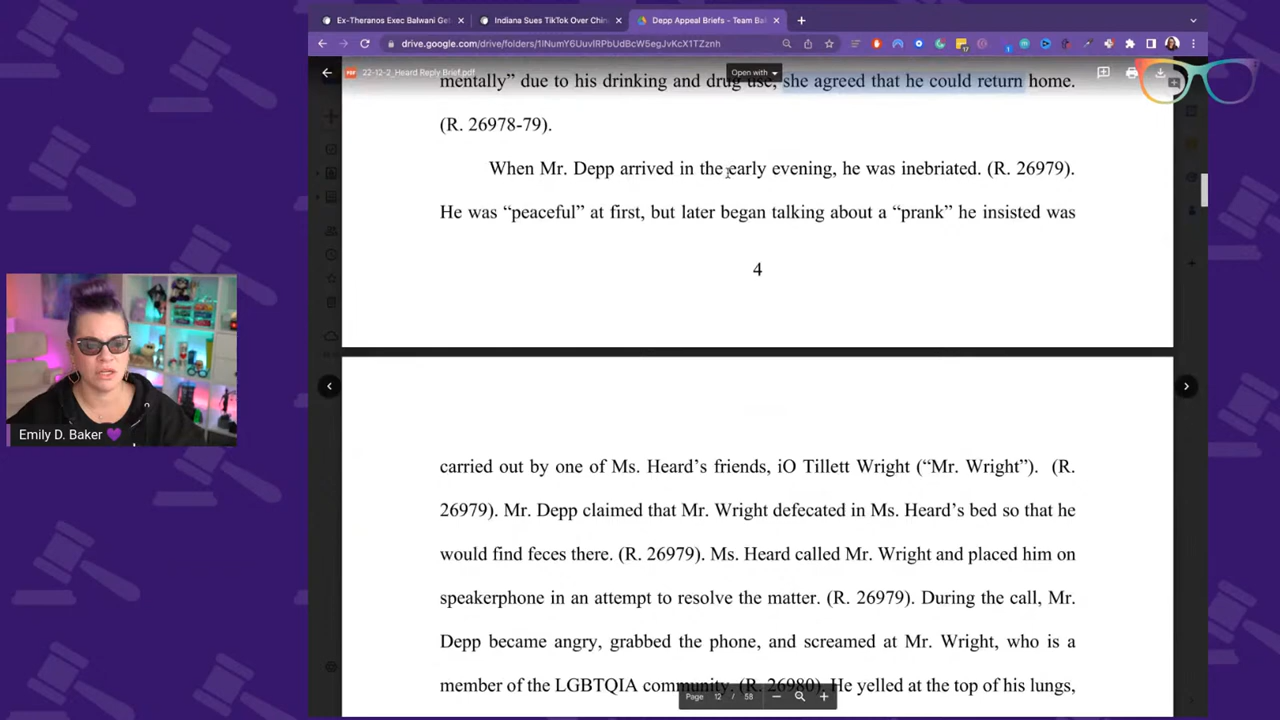 Ex-Theranos Exec Balwani Ge
Indiana Sues TikTok Over Chin
Depp Appeal Briefs - Team Ba
drive.google.com/drive/folders/1lNumY6UuvlRPbUdBcW5egJvKcX1TZznh
22-12-2_Heard Reply Brief.pdf
Open with
mentally” due to his drinking and drug use, she agreed that he could return home.
(R. 26978-79).
When Mr. Depp arrived in the early evening, he was inebriated. (R. 26979).
He was “peaceful” at first, but later began talking about a “prank” he insisted was
4
carried out by one of Ms. Heard’s friends, iO Tillett Wright (“Mr. Wright”). (R.
26979). Mr. Depp claimed that Mr. Wright defecated in Ms. Heard’s bed so that he
would find feces there. (R. 26979). Ms. Heard called Mr. Wright and placed him on
speakerphone in an attempt to resolve the matter. (R. 26979). During the call, Mr.
Depp became angry, grabbed the phone, and screamed at Mr. Wright, who is a
member of the LGBTQIA community. (R. 26980). He yelled at the top of his lungs,
Page 12 / 58
Emily D. Baker 💜